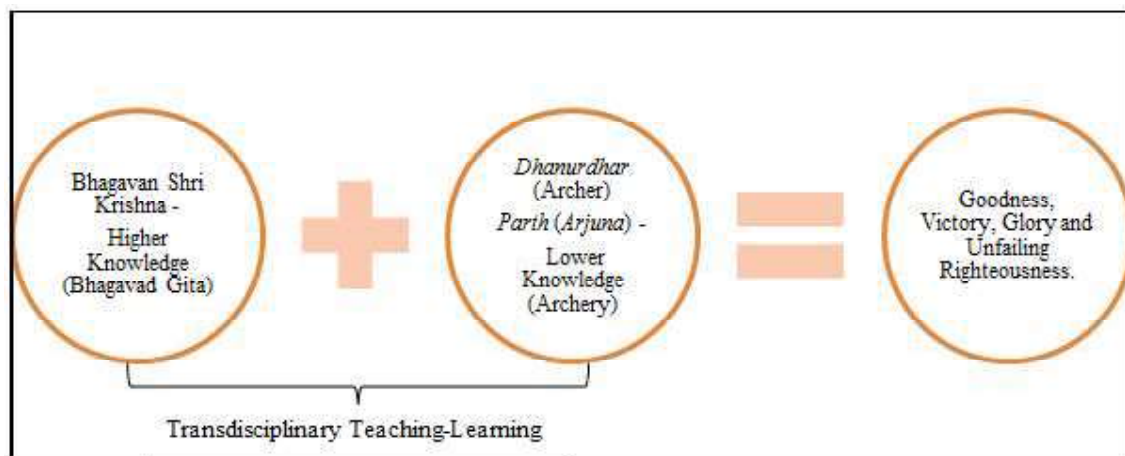 Bhagavan Shri
Krishna -
Higher
Knowledge
(Bhagavad Gita)
Dhanurdhar
(Archer)
Parth (Arjuna) -
Lower
Knowledge
(Archery)
Goodness,
Victory, Glory and
Unfailing
Righteousness.
Transdisciplinary Teaching-Learning